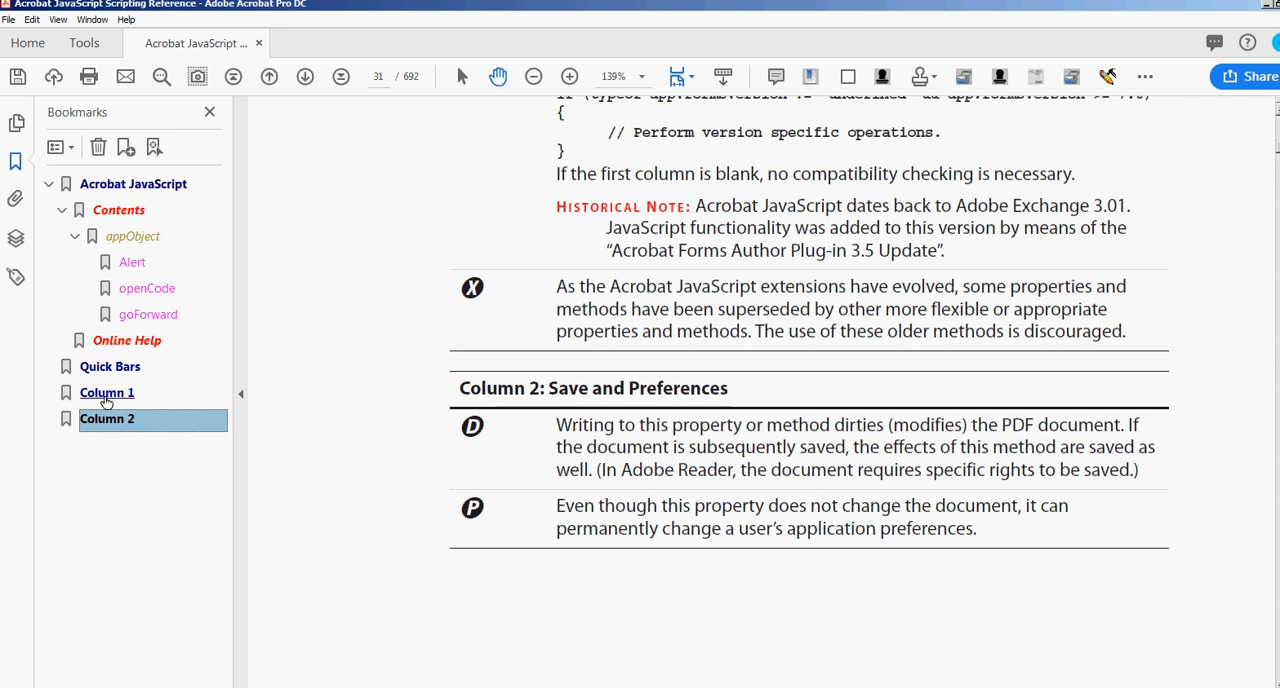 Acrobat JavaScript Scripting Reference - Adobe Acrobat Pro DC
File Edit View Window Help
Home Tools Acrobat JavaScript ... ×
31 / 692 139% Share
Bookmarks
Acrobat JavaScript
Contents
appObject
Alert
openCode
goForward
Online Help
Quick Bars
Column 1
Column 2
{
// Perform version specific operations.
}
If the first column is blank, no compatibility checking is necessary.
HISTORICAL NOTE: Acrobat JavaScript dates back to Adobe Exchange 3.01.
JavaScript functionality was added to this version by means of the
“Acrobat Forms Author Plug-in 3.5 Update”.
X As the Acrobat JavaScript extensions have evolved, some properties and
methods have been superseded by other more flexible or appropriate
properties and methods. The use of these older methods is discouraged.
Column 2: Save and Preferences
D Writing to this property or method dirties (modifies) the PDF document. If
the document is subsequently saved, the effects of this method are saved as
well. (In Adobe Reader, the document requires specific rights to be saved.)
P Even though this property does not change the document, it can
permanently change a user’s application preferences.